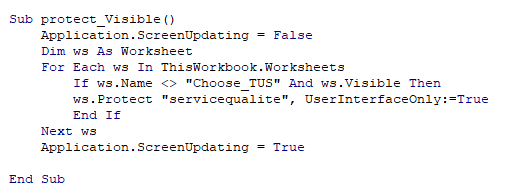 Sub protect_Visible()
Application.ScreenUpdating = False
Dim ws As Worksheet
For Each ws In ThisWorkbook.Worksheets
If ws.Name <> "Choose_TUS" And ws.Visible Then
ws.Protect "servicequalite", UserInterfaceOnly:=True
End If
Next ws
Application.ScreenUpdating = True
End Sub